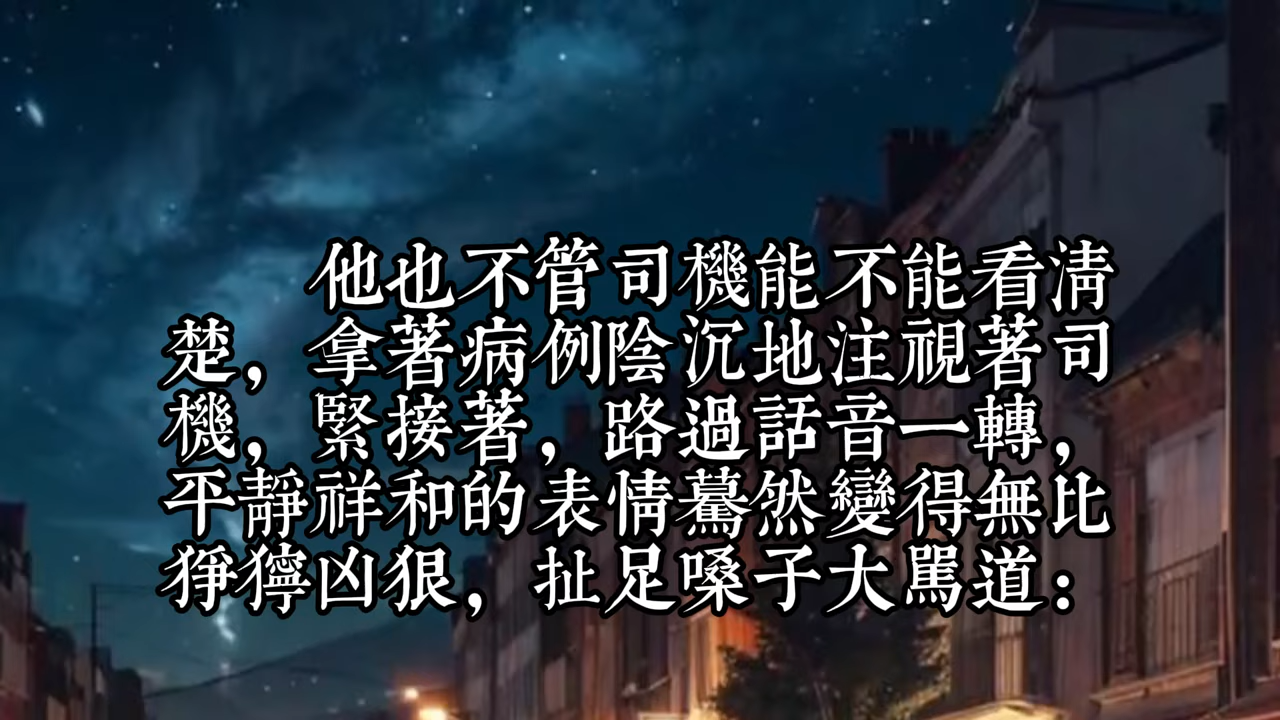 他也不管司機能不能看清
楚，拿著病例陰沉地注視著司
機，緊接著，路過話音一轉，
平靜祥和的表情驀然變得無比
猙獰凶狠，扯足嗓子大罵道：